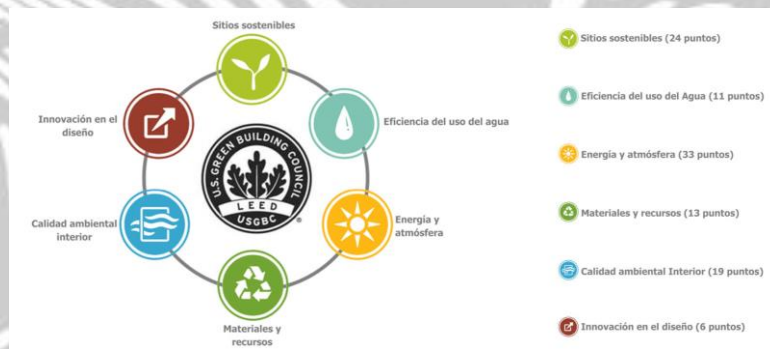 Sitios sostenibles
Innovación en el
diseño
Eficiencia del uso del agua
U.S. GREEN BUILDING COUNCIL
LEED
USGBC
®
Calidad ambiental
interior
Energía y
atmósfera
Materiales y
recursos
Sitios sostenibles (24 puntos)
Eficiencia del uso del Agua (11 puntos)
Energía y atmósfera (33 puntos)
Materiales y recursos (13 puntos)
Calidad ambiental Interior (19 puntos)
Innovación en el diseño (6 puntos)